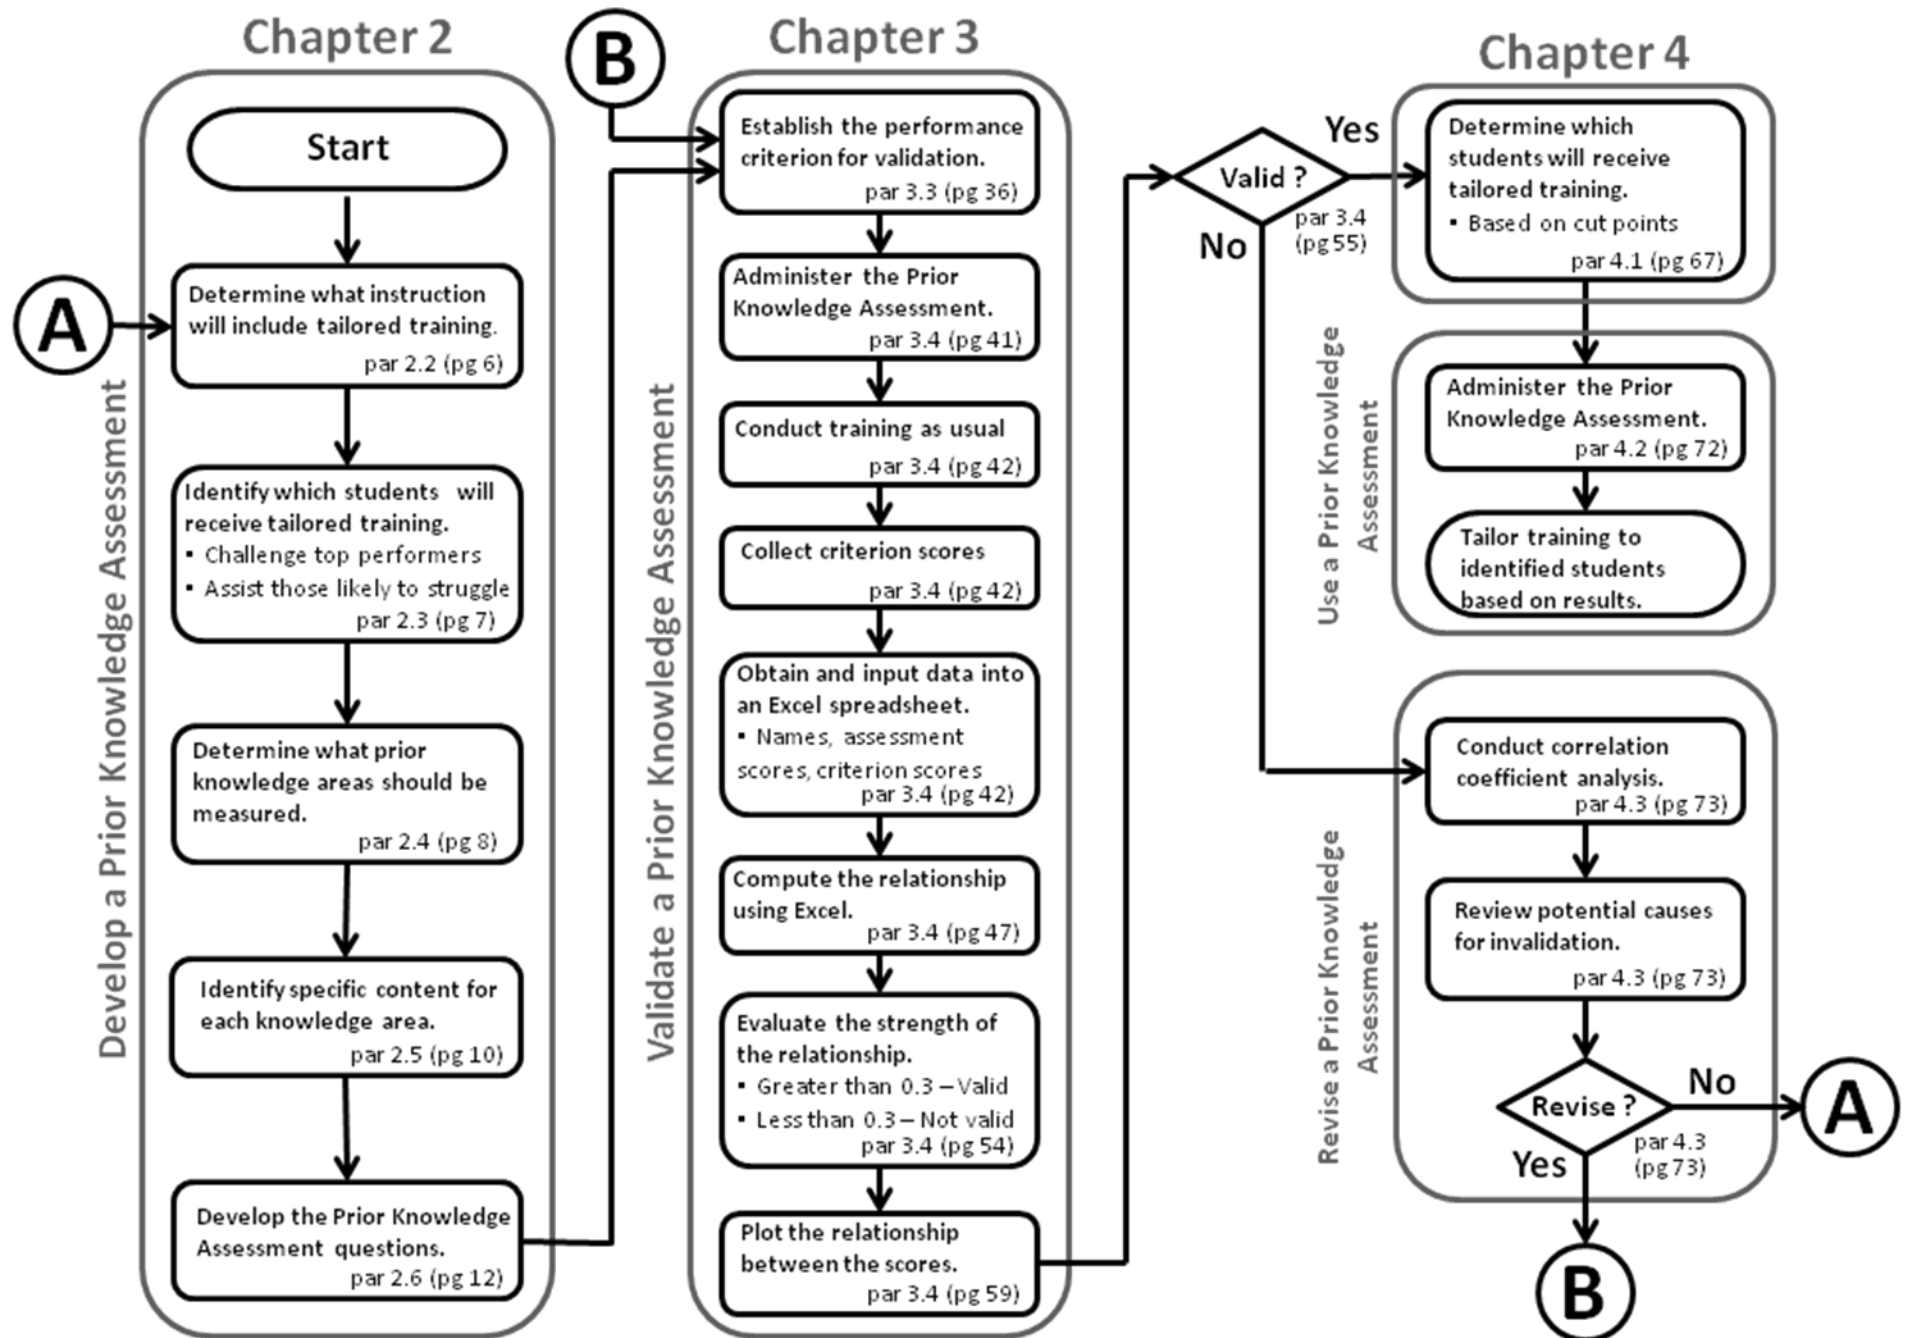 Chapter 2
Start
A
Determine what instruction
will include tailored training.
par 2.2 (pg 6)
Identify which students will
receive tailored training.
▪ Challenge top performers
▪ Assist those likely to struggle
par 2.3 (pg 7)
Determine what prior
knowledge areas should be
measured.
par 2.4 (pg 8)
Identify specific content for
each knowledge area.
par 2.5 (pg 10)
Develop the Prior Knowledge
Assessment questions.
par 2.6 (pg 12)
Develop a Prior Knowledge Assessment
B
Chapter 3
Establish the performance
criterion for validation.
par 3.3 (pg 36)
Administer the Prior
Knowledge Assessment.
par 3.4 (pg 41)
Conduct training as usual
par 3.4 (pg 42)
Collect criterion scores
par 3.4 (pg 42)
Obtain and input data into
an Excel spreadsheet.
▪ Names, assessment
scores, criterion scores
par 3.4 (pg 42)
Compute the relationship
using Excel.
par 3.4 (pg 47)
Evaluate the strength of
the relationship.
▪ Greater than 0.3 – Valid
▪ Less than 0.3 – Not valid
par 3.4 (pg 54)
Plot the relationship
between the scores.
par 3.4 (pg 59)
Validate a Prior Knowledge Assessment
Chapter 4
Valid ?
Yes
No
par 3.4
(pg 55)
Determine which
students will receive
tailored training.
▪ Based on cut points
par 4.1 (pg 67)
Administer the Prior
Knowledge Assessment.
par 4.2 (pg 72)
Tailor training to
identified students
based on results.
Use a Prior Knowledge
Assessment
Conduct correlation
coefficient analysis.
par 4.3 (pg 73)
Review potential causes
for invalidation.
par 4.3 (pg 73)
Revise ?
No
A
par 4.3
(pg 73)
Yes
B
Revise a Prior Knowledge
Assessment